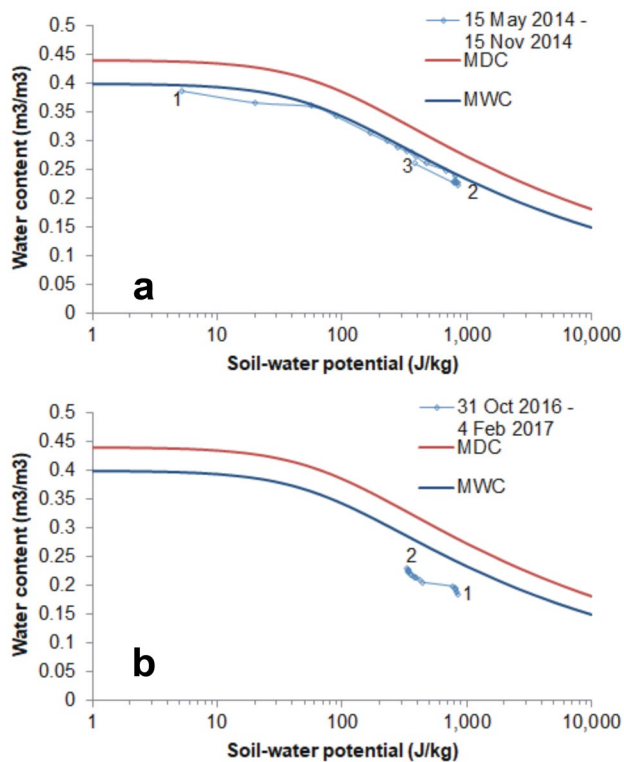 15 May 2014 -
15 Nov 2014
MDC
MWC
Water content (m3/m3)
0.5
0.45
0.4
0.35
0.3
0.25
0.2
0.15
0.1
0.05
0
1
3
2
a
1
10
100
1,000
10,000
Soil-water potential (J/kg)
31 Oct 2016 -
4 Feb 2017
MDC
MWC
Water content (m3/m3)
0.5
0.45
0.4
0.35
0.3
0.25
0.2
0.15
0.1
0.05
0
2
1
b
1
10
100
1,000
10,000
Soil-water potential (J/kg)